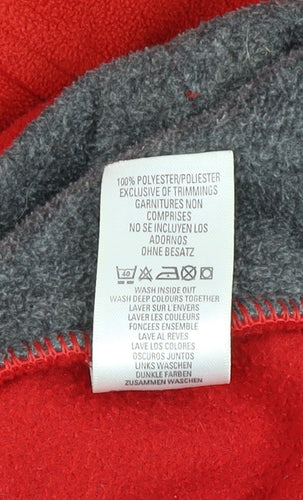 100% POLYESTER/POLIESTER
EXCLUSIVE OF TRIMMINGS
GARNITURES NON
COMPRISES
NO SE INCLUYEN LOS
ADORNOS
OHNE BESATZ
40
WASH INSIDE OUT
WASH DEEP COLOURS TOGETHER
LAVER SUR L'ENVERS
LAVER LES COULEURS
FONCEES ENSEMBLE
LAVE AL REVES
LAVE LOS COLORES
OSCUROS JUNTOS
LINKS WASCHEN
DUNKLE FARBEN
ZUSAMMEN WASCHEN